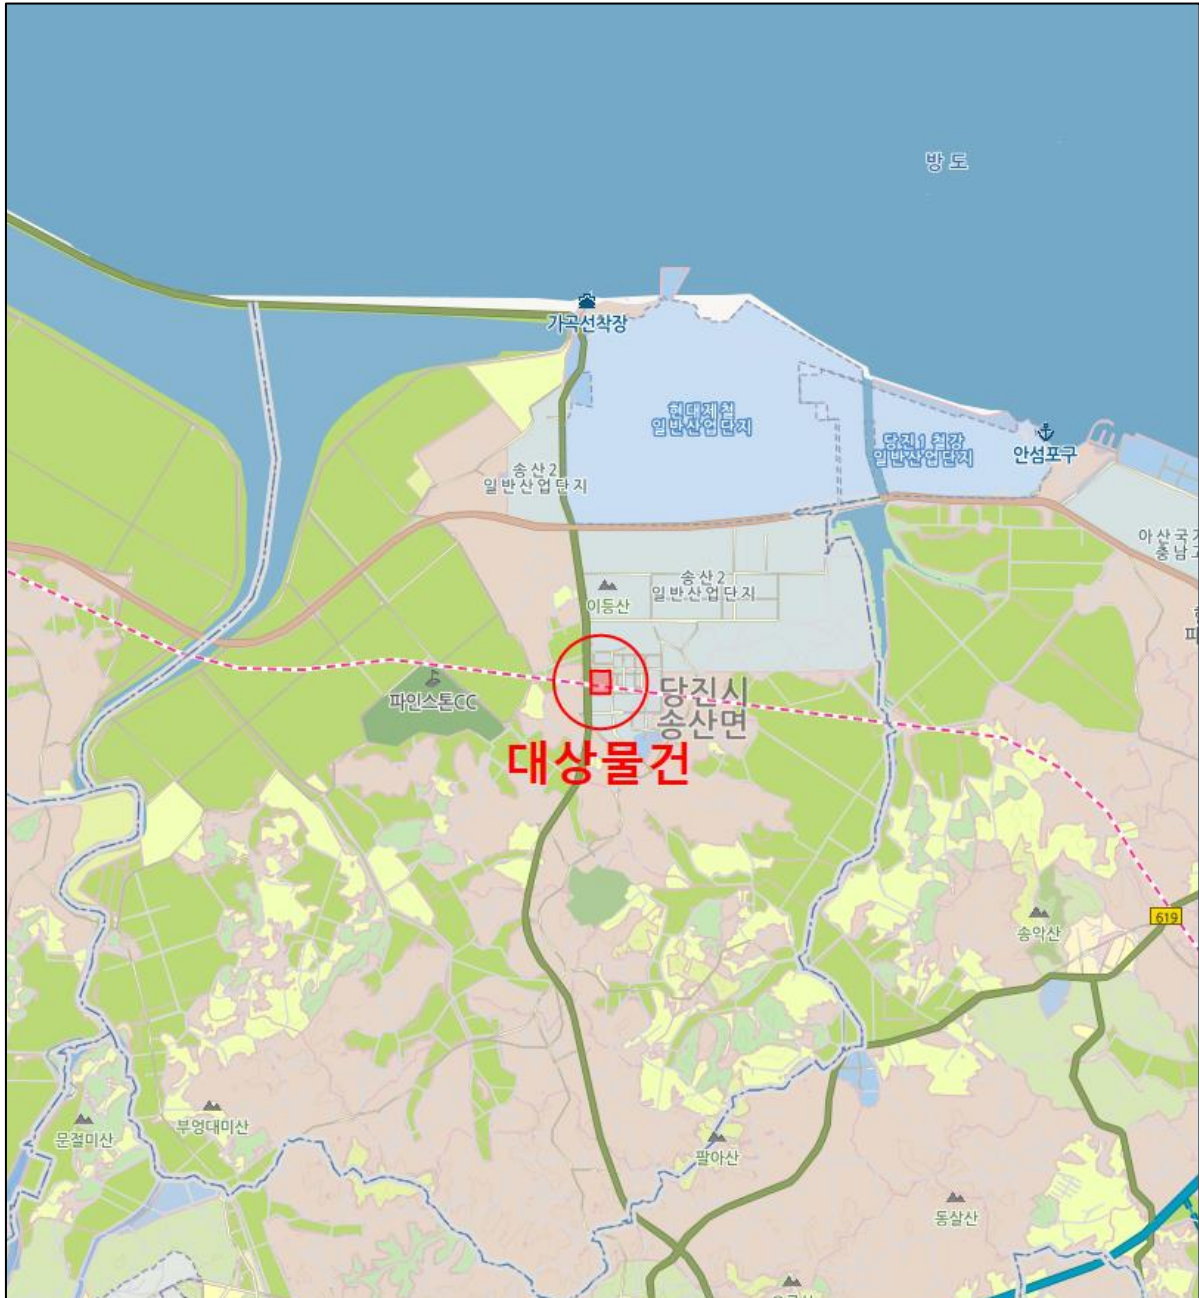 방 도
가곡선착장
현대제철
일반산업단지
당진1 철강
일반산업단지
안섬포구
송산2
일반산업단지
아산국가
충남
송산2
일반산업단지
이등산
파
파인스톤CC
당진시
송산면
대상물건
619
송악산
문절미산
부엉대미산
팔아산
동살산